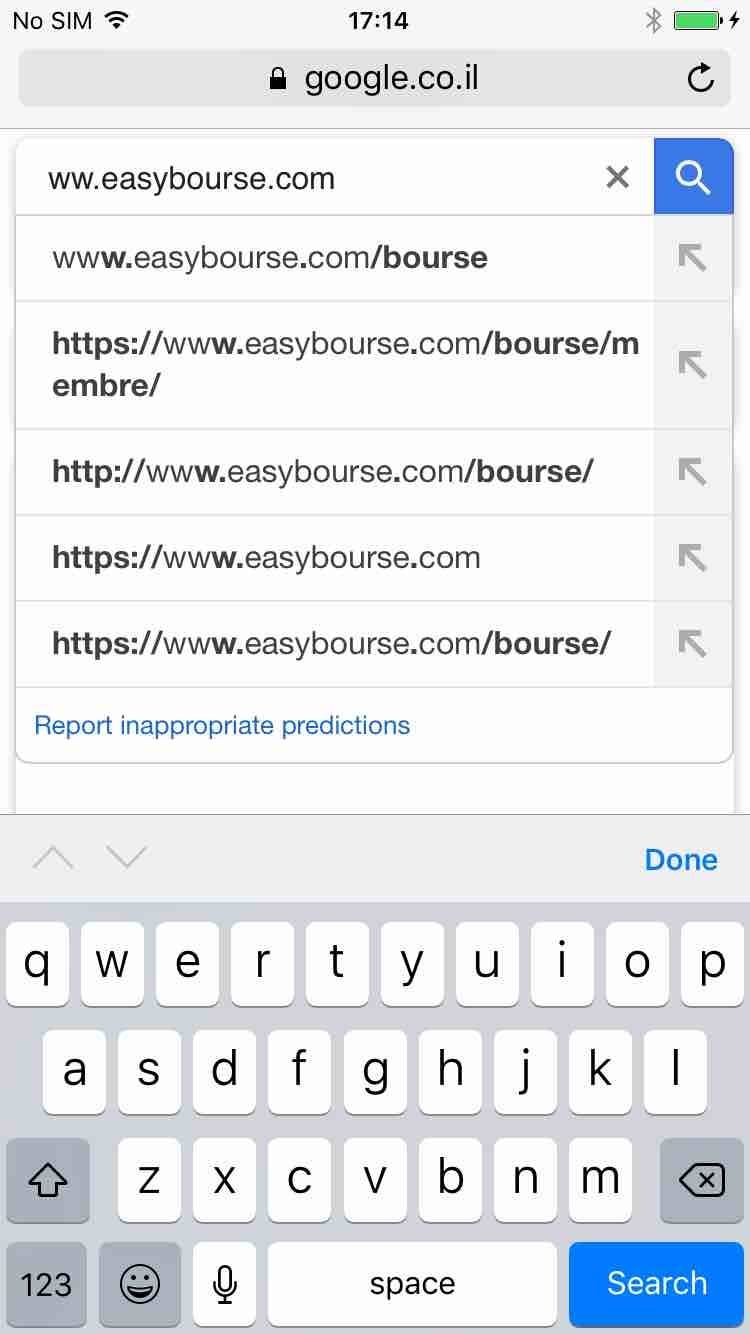 No SIM 17:14
google.co.il
ww.easybourse.com
www.easybourse.com/bourse
https://www.easybourse.com/bourse/m
embre/
http://www.easybourse.com/bourse/
https://www.easybourse.com
https://www.easybourse.com/bourse/
Report inappropriate predictions
Done
q w e r t y u i o p
a s d f g h j k l
z x c v b n m
123 space Search